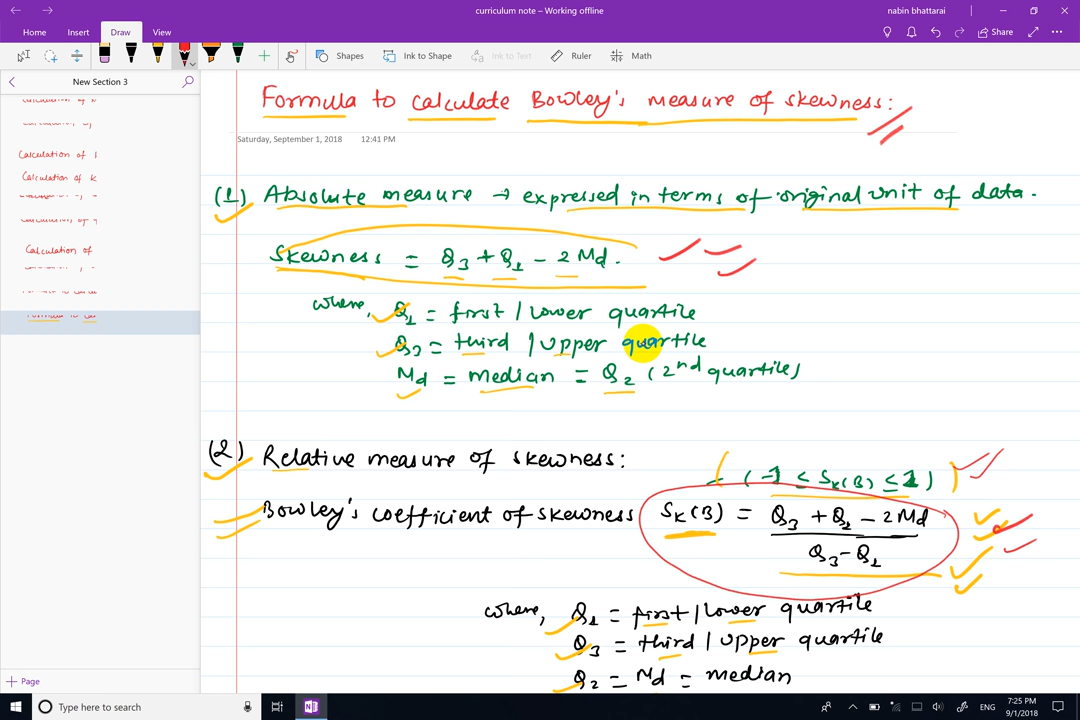 curriculum note – Working offline
nabin bhattarai
Home Insert Draw View
Share
Shapes Ink to Shape Ink to Text Ruler Math
New Section 3
Formula to calculate Bowley's measure of skewness:
Saturday, September 1, 2018 12:41 PM
Calculation of
Calculation of k
Calculation of
(1) Absolute measure → expressed in terms of original unit of data.
Skewness = Q3 + Q1 - 2 Md.
where, Q1 = first / lower quartile
Q3 = third / upper quartile
Md = median = Q2 (2nd quartile)
(2) Relative measure of skewness:
(-1 ≤ Sk(B) ≤ 1)
Bowley's coefficient of skewness Sk(B) = Q3 + Q1 - 2Md
Q3 - Q1
where, Q1 = first / lower quartile
Q3 = third / upper quartile
Q2 = Md = median
+ Page
Type here to search
ENG
7:25 PM
9/1/2018